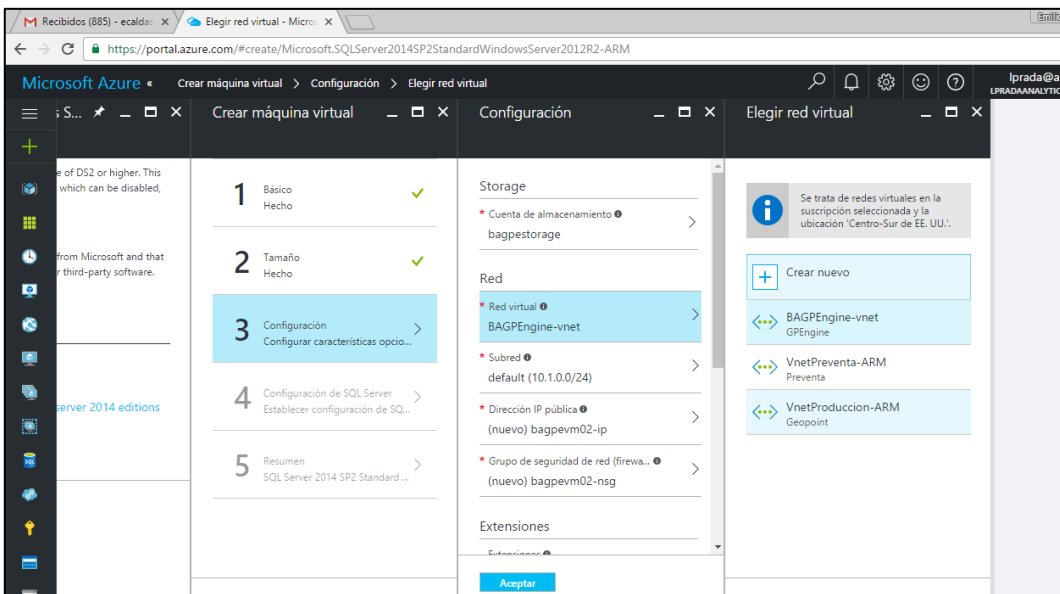 Recibidos (885) - ecaldas
Elegir red virtual - Micros
Emilio
https://portal.azure.com/#create/Microsoft.SQLServer2014SP2StandardWindowsServer2012R2-ARM
Microsoft Azure «
Crear máquina virtual > Configuración > Elegir red virtual
lprada@a
LPRADAANALYTIC
s S...
Crear máquina virtual
Configuración
Elegir red virtual
e of DS2 or higher. This
which can be disabled,
from Microsoft and that
r third-party software.
server 2014 editions
1
Básico
Hecho
2
Tamaño
Hecho
3
Configuración
Configurar características opcio...
4
Configuración de SQL Server
Establecer configuración de SQ...
5
Resumen
SQL Server 2014 SP2 Standard ...
Storage
* Cuenta de almacenamiento
bagpestorage
Red
* Red virtual
BAGPEngine-vnet
* Subred
default (10.1.0.0/24)
* Dirección IP pública
(nuevo) bagpevm02-ip
* Grupo de seguridad de red (firewa...
(nuevo) bagpevm02-nsg
Extensiones
Extensiones
Aceptar
Se trata de redes virtuales en la
suscripción seleccionada y la
ubicación 'Centro-Sur de EE. UU.'.
Crear nuevo
BAGPEngine-vnet
GPEngine
VnetPreventa-ARM
Preventa
VnetProduccion-ARM
Geopoint
SQL